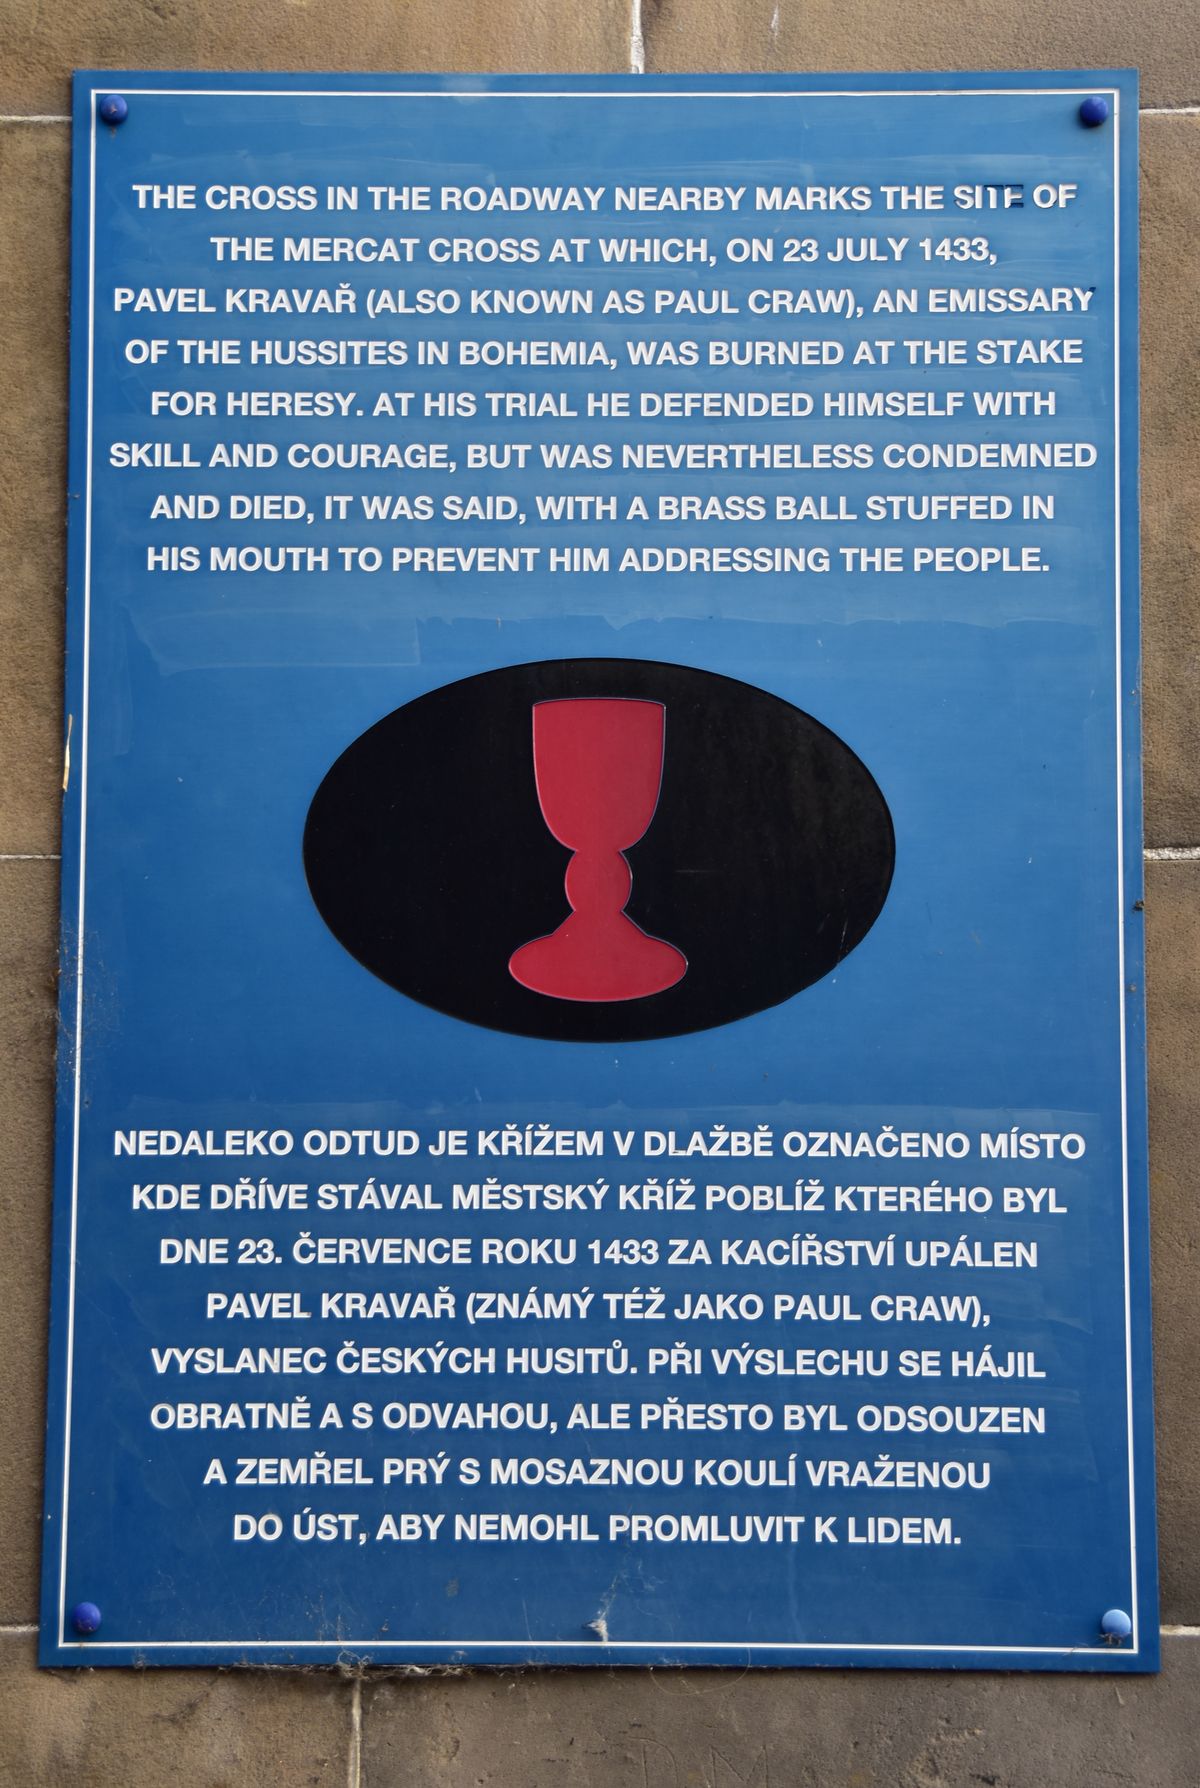 THE CROSS IN THE ROADWAY NEARBY MARKS THE SITE OF
THE MERCAT CROSS AT WHICH, ON 23 JULY 1433,
PAVEL KRAVAŘ (ALSO KNOWN AS PAUL CRAW), AN EMISSARY
OF THE HUSSITES IN BOHEMIA, WAS BURNED AT THE STAKE
FOR HERESY. AT HIS TRIAL HE DEFENDED HIMSELF WITH
SKILL AND COURAGE, BUT WAS NEVERTHELESS CONDEMNED
AND DIED, IT WAS SAID, WITH A BRASS BALL STUFFED IN
HIS MOUTH TO PREVENT HIM ADDRESSING THE PEOPLE.
NEDALEKO ODTUD JE KŘÍŽEM V DLAŽBĚ OZNAČENO MÍSTO
KDE DŘÍVE STÁVAL MĚSTSKÝ KŘÍŽ POBLÍŽ KTERÉHO BYL
DNE 23. ČERVENCE ROKU 1433 ZA KACÍŘSTVÍ UPÁLEN
PAVEL KRAVAŘ (ZNÁMÝ TÉŽ JAKO PAUL CRAW),
VYSLANEC ČESKÝCH HUSITŮ. PŘI VÝSLECHU SE HÁJIL
OBRATNĚ A S ODVAHOU, ALE PŘESTO BYL ODSOUZEN
A ZEMŘEL PRÝ S MOSAZNOU KOULÍ VRAŽENOU
DO ÚST, ABY NEMOHL PROMLUVIT K LIDEM.